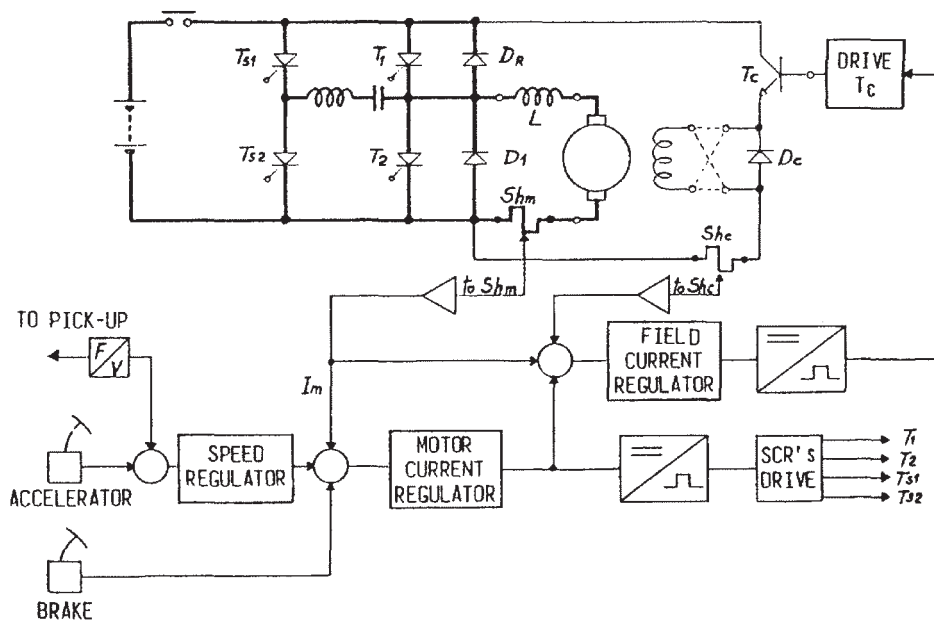 Ts1
T1
DR
Tc
DRIVE
Tc
L
Ts2
T2
D1
Dc
Shm
Shc
to Shm
to Shc
TO PICK-UP
F
V
Im
FIELD
CURRENT
REGULATOR
ACCELERATOR
SPEED
REGULATOR
MOTOR
CURRENT
REGULATOR
SCR's
DRIVE
T1
T2
Ts1
Ts2
BRAKE